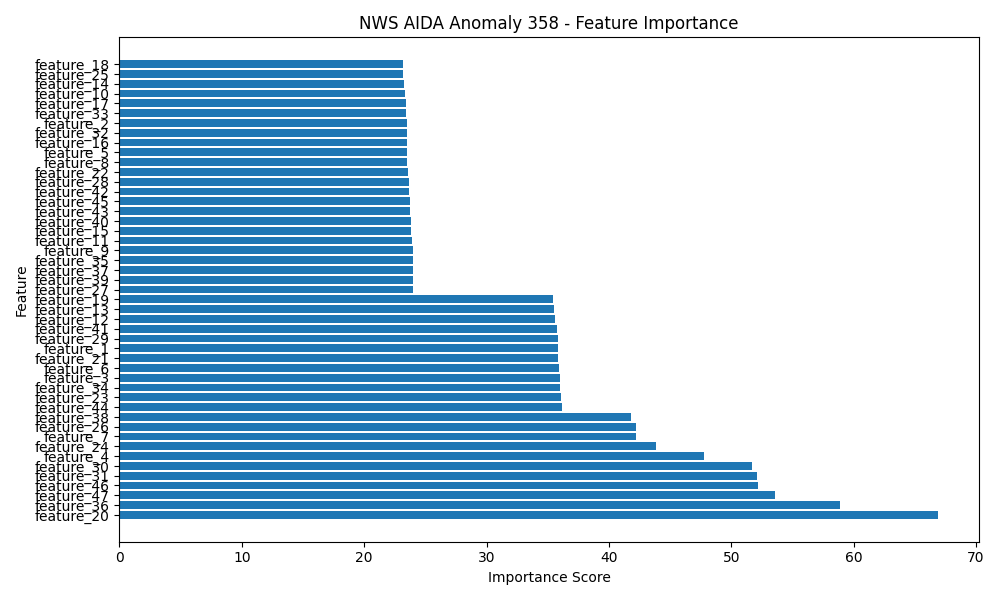 NWS AIDA Anomaly 358 - Feature Importance
feature_18
feature_25
feature_14
feature_10
feature_17
feature_33
feature_2
feature_32
feature_16
feature_5
feature_8
feature_22
feature_28
feature_42
feature_45
feature_43
feature_40
feature_15
feature_11
feature_9
feature_35
feature_37
feature_39
feature_27
feature_19
feature_13
feature_12
feature_41
feature_29
feature_1
feature_21
feature_6
feature_3
feature_34
feature_23
feature_44
feature_38
feature_26
feature_7
feature_24
feature_4
feature_30
feature_31
feature_46
feature_47
feature_36
feature_20
Feature
0 10 20 30 40 50 60 70
Importance Score